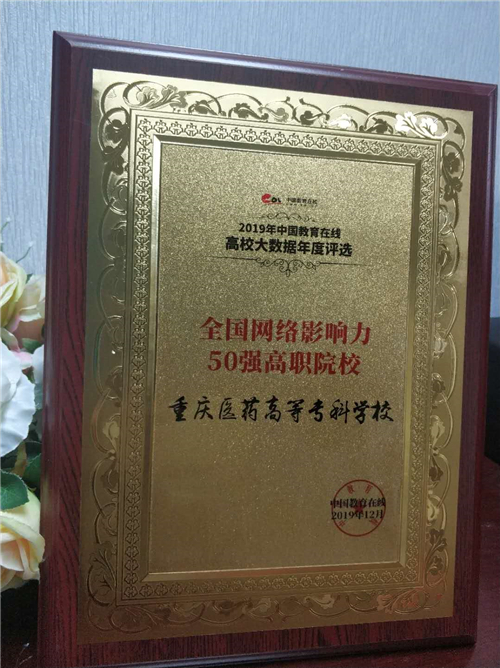 中国教育在线
2019年中国教育在线
高校大数据年度评选
全国网络影响力
50强高职院校
重庆医药高等专科学校
中国教育在线
2019年12月